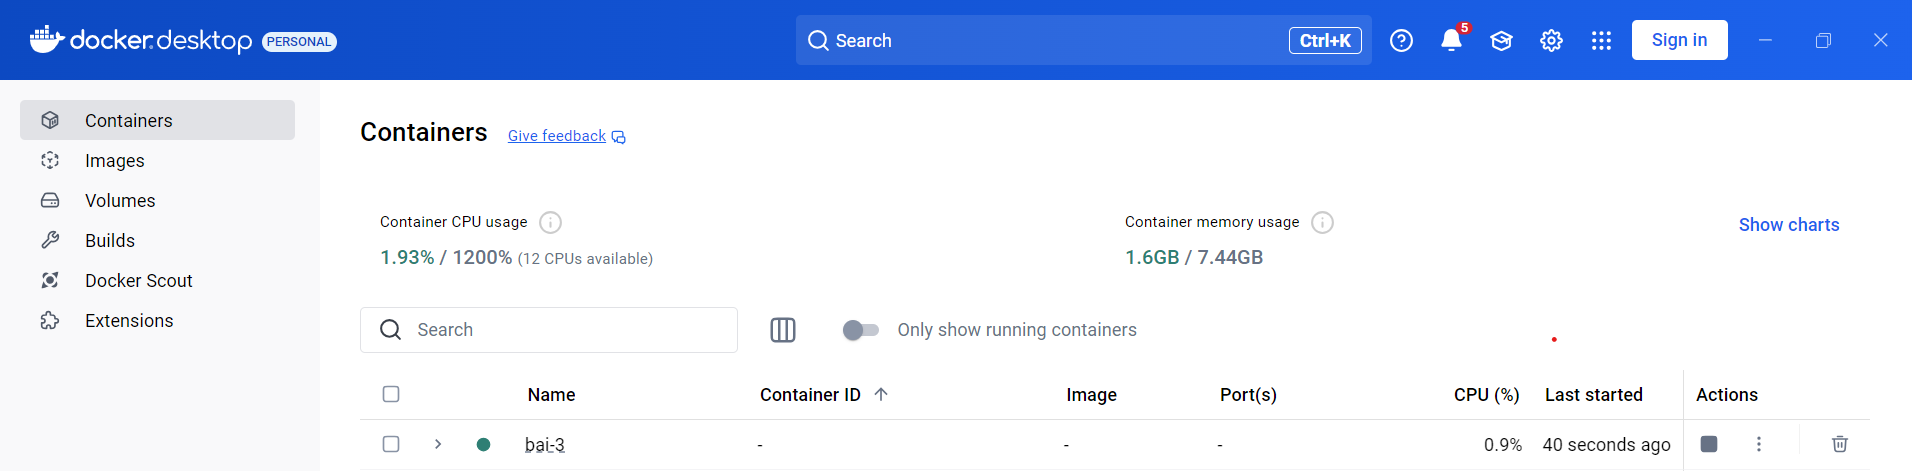 docker.desktop PERSONAL Search Ctrl+K 5 Sign in
Containers
Images
Volumes
Builds
Docker Scout
Extensions
Containers Give feedback
Container CPU usage
1.93% / 1200% (12 CPUs available)
Container memory usage
1.6GB / 7.44GB
Show charts
Search Only show running containers
Name Container ID Image Port(s) CPU (%) Last started Actions
bai-3 - - - 0.9% 40 seconds ago